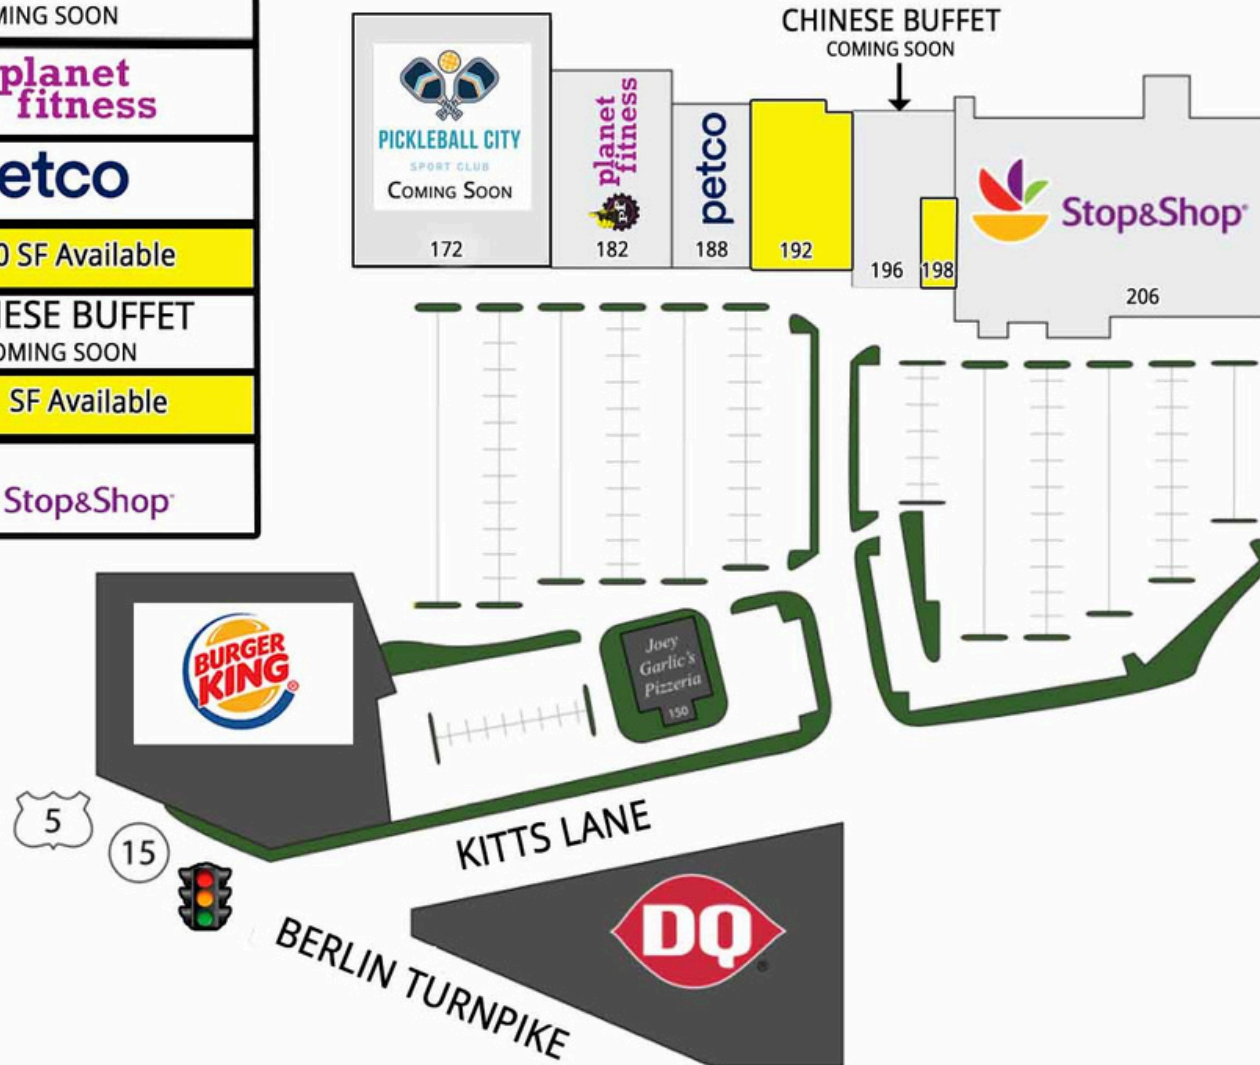 MING SOON
planet
fitness
etco
0 SF Available
ESE BUFFET
OMING SOON
SF Available
Stop&Shop
CHINESE BUFFET
COMING SOON
PICKLEBALL CITY
SPORT CLUB
COMING SOON
172
planet
fitness
PF
182
petco
188
192
196
198
Stop&Shop®
206
BURGER
KING®
Joey
Garlic's
Pizzeria
150
5
15
KITTS LANE
BERLIN TURNPIKE
DQ®